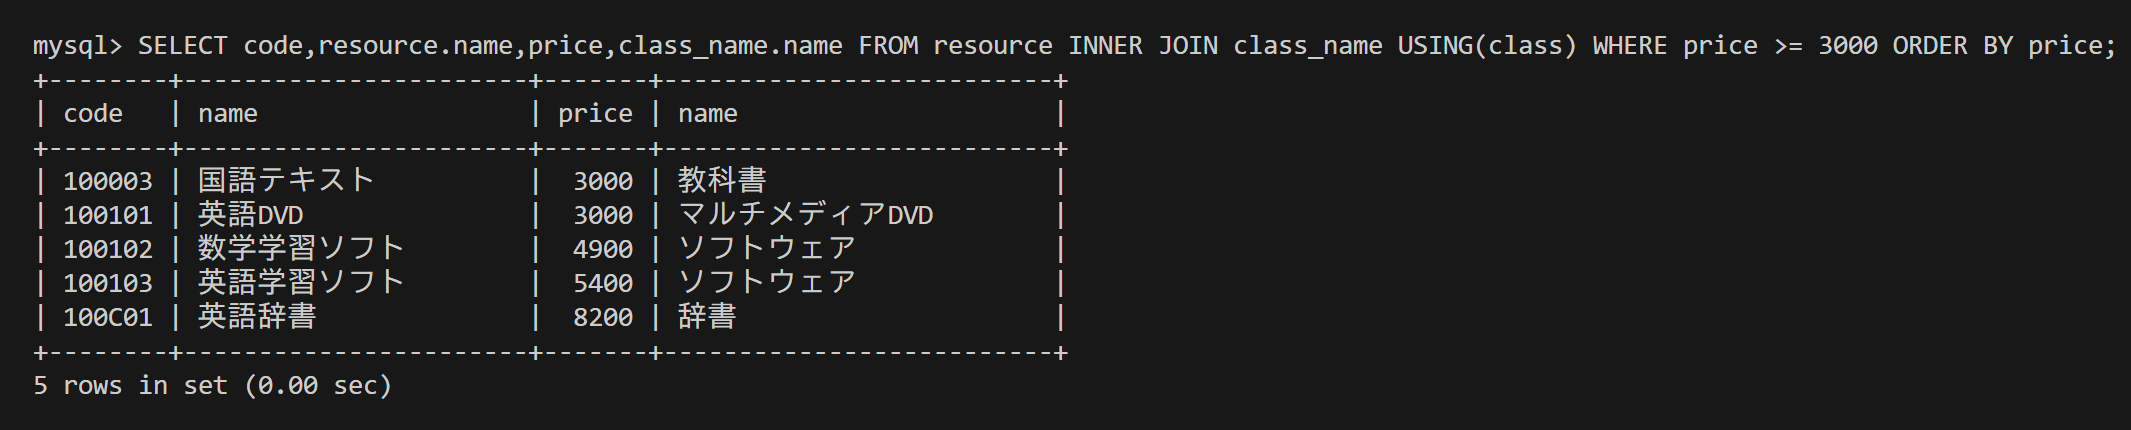 mysql> SELECT code,resource.name,price,class_name.name FROM resource INNER JOIN class_name USING(class) WHERE price >= 3000 ORDER BY price;
+--------+-----------------------+-------+--------------------------+
| code   | name                  | price | name                     |
+--------+-----------------------+-------+--------------------------+
| 100003 | 国語テキスト          |  3000 | 教科書                   |
| 100101 | 英語DVD               |  3000 | マルチメディアDVD        |
| 100102 | 数学学習ソフト        |  4900 | ソフトウェア             |
| 100103 | 英語学習ソフト        |  5400 | ソフトウェア             |
| 100C01 | 英語辞書              |  8200 | 辞書                     |
+--------+-----------------------+-------+--------------------------+
5 rows in set (0.00 sec)